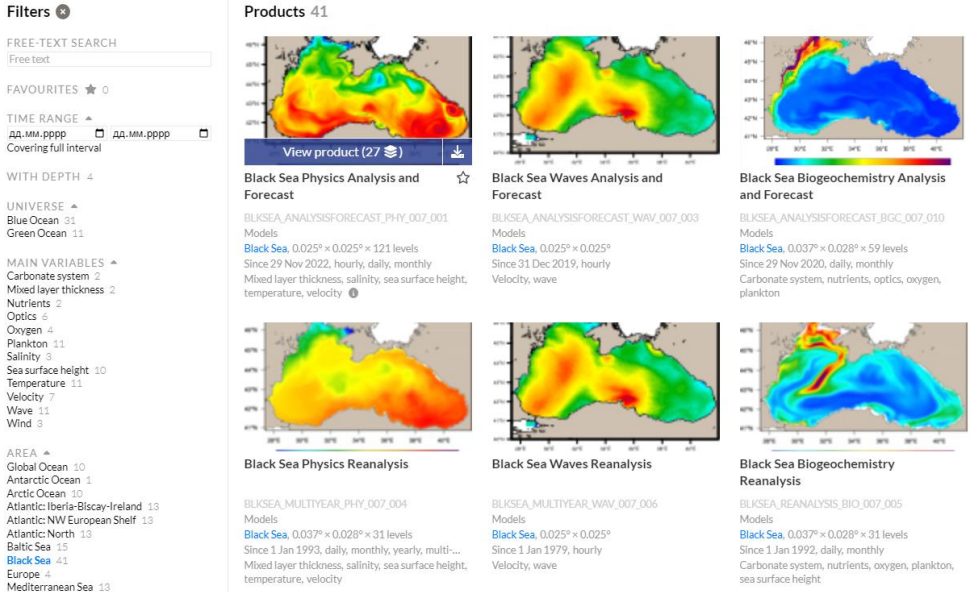 Filters
FREE-TEXT SEARCH
Free text
FAVOURITES ★ 0
TIME RANGE
дд.мм.рррр дд.мм.рррр
Covering full interval
WITH DEPTH 4
UNIVERSE
Blue Ocean 31
Green Ocean 11
MAIN VARIABLES
Carbonate system 2
Mixed layer thickness 2
Nutrients 2
Optics 6
Oxygen 4
Plankton 11
Salinity 3
Sea surface height 10
Temperature 11
Velocity 7
Wave 11
Wind 3
AREA
Global Ocean 10
Antarctic Ocean 1
Arctic Ocean 10
Atlantic: Iberia-Biscay-Ireland 13
Atlantic: NW European Shelf 13
Atlantic: North 13
Baltic Sea 15
Black Sea 41
Europe 4
Mediterranean Sea 13
Products 41
View product (27)
Black Sea Physics Analysis and
Forecast
BLKSEA_ANALYSISFORECAST_PHY_007_001
Models
Black Sea, 0.025° × 0.025° × 121 levels
Since 29 Nov 2022, hourly, daily, monthly
Mixed layer thickness, salinity, sea surface height,
temperature, velocity
Black Sea Waves Analysis and
Forecast
BLKSEA_ANALYSISFORECAST_WAV_007_003
Models
Black Sea, 0.025° × 0.025°
Since 31 Dec 2019, hourly
Velocity, wave
Black Sea Biogeochemistry Analysis
and Forecast
BLKSEA_ANALYSISFORECAST_BGC_007_010
Models
Black Sea, 0.037° × 0.028° × 59 levels
Since 29 Nov 2020, daily, monthly
Carbonate system, nutrients, optics, oxygen,
plankton
Black Sea Physics Reanalysis
BLKSEA_MULTIYEAR_PHY_007_004
Models
Black Sea, 0.037° × 0.028° × 31 levels
Since 1 Jan 1993, daily, monthly, yearly, multi-...
Mixed layer thickness, salinity, sea surface height,
temperature, velocity
Black Sea Waves Reanalysis
BLKSEA_MULTIYEAR_WAV_007_006
Models
Black Sea, 0.025° × 0.025°
Since 1 Jan 1979, hourly
Velocity, wave
Black Sea Biogeochemistry
Reanalysis
BLKSEA_REANALYSIS_BIO_007_005
Models
Black Sea, 0.037° × 0.028° × 31 levels
Since 1 Jan 1992, daily, monthly
Carbonate system, nutrients, oxygen, plankton,
sea surface height